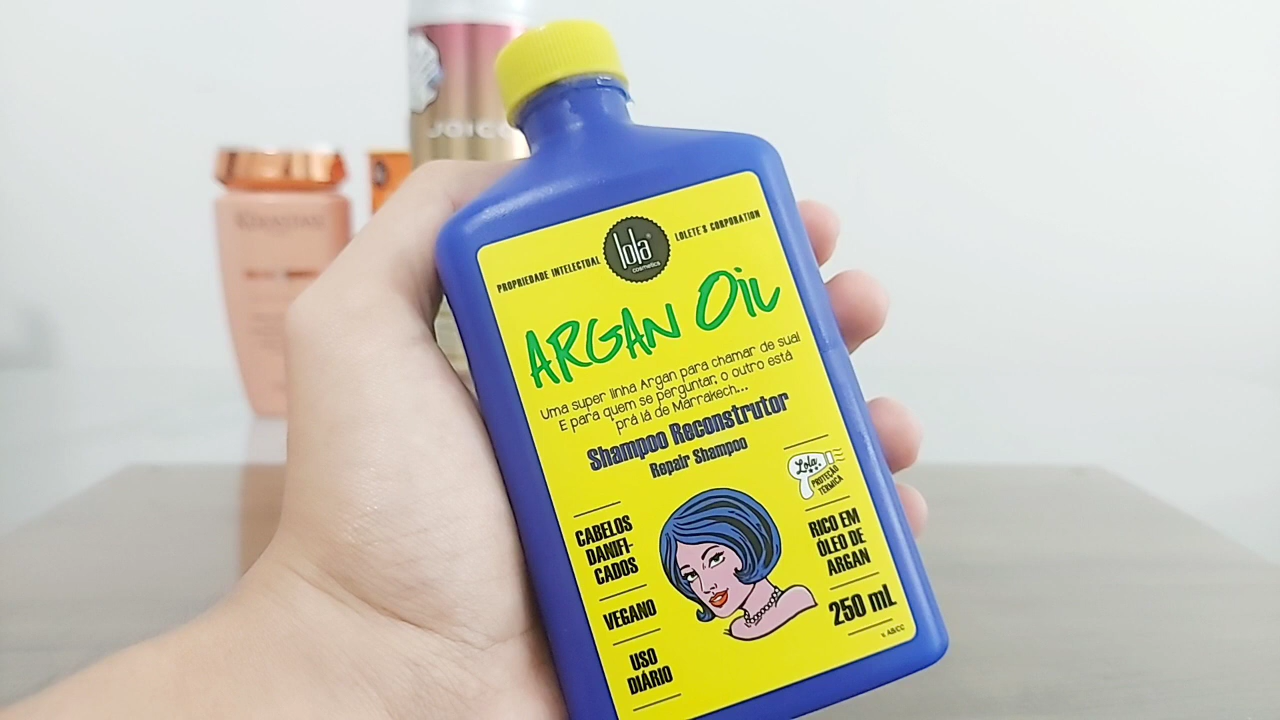 JOICO
PROPRIEDADE INTELECTUAL
lola
cosmetics
LOLETE'S CORPORATION
ARGAN OIL
Uma super linha Argan para chamar de sua!
E para quem se perguntar, o outro está
prá lá de Marrakech...
Shampoo Reconstrutor
Repair Shampoo
Lola
PROTEÇÃO
TÉRMICA
CABELOS
DANIFI-
CADOS
VEGANO
USO
DIÁRIO
RICO EM
ÓLEO DE
ARGAN
250 mL